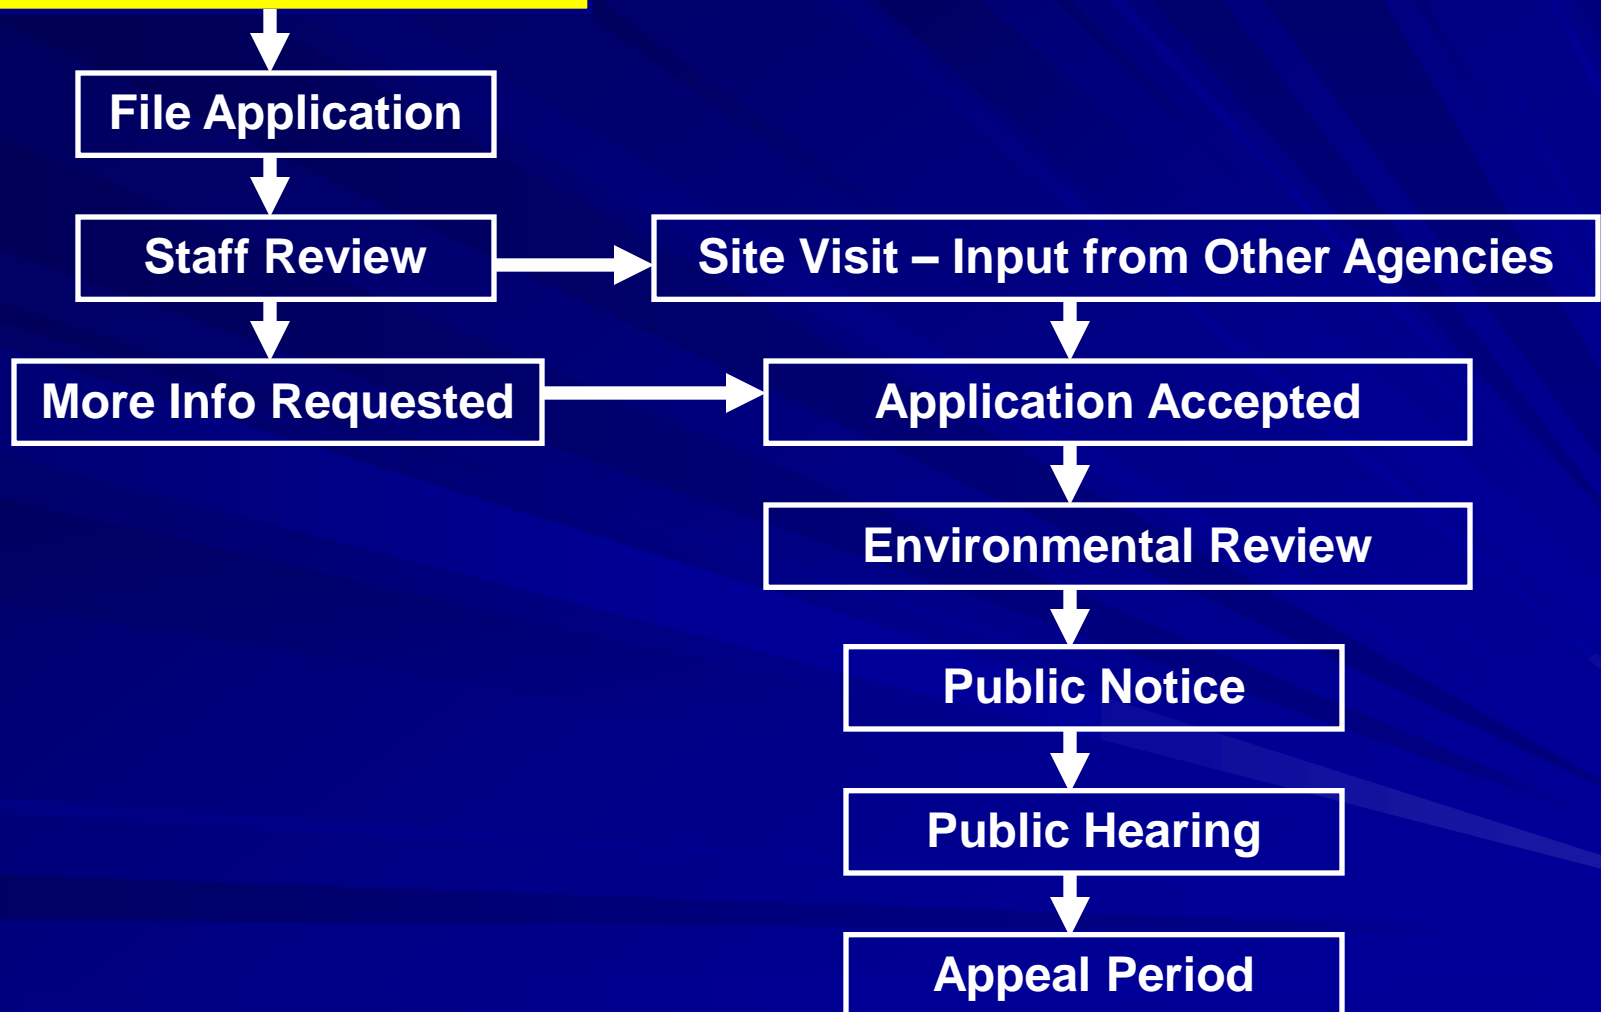 File Application
Staff Review
Site Visit – Input from Other Agencies
More Info Requested
Application Accepted
Environmental Review
Public Notice
Public Hearing
Appeal Period